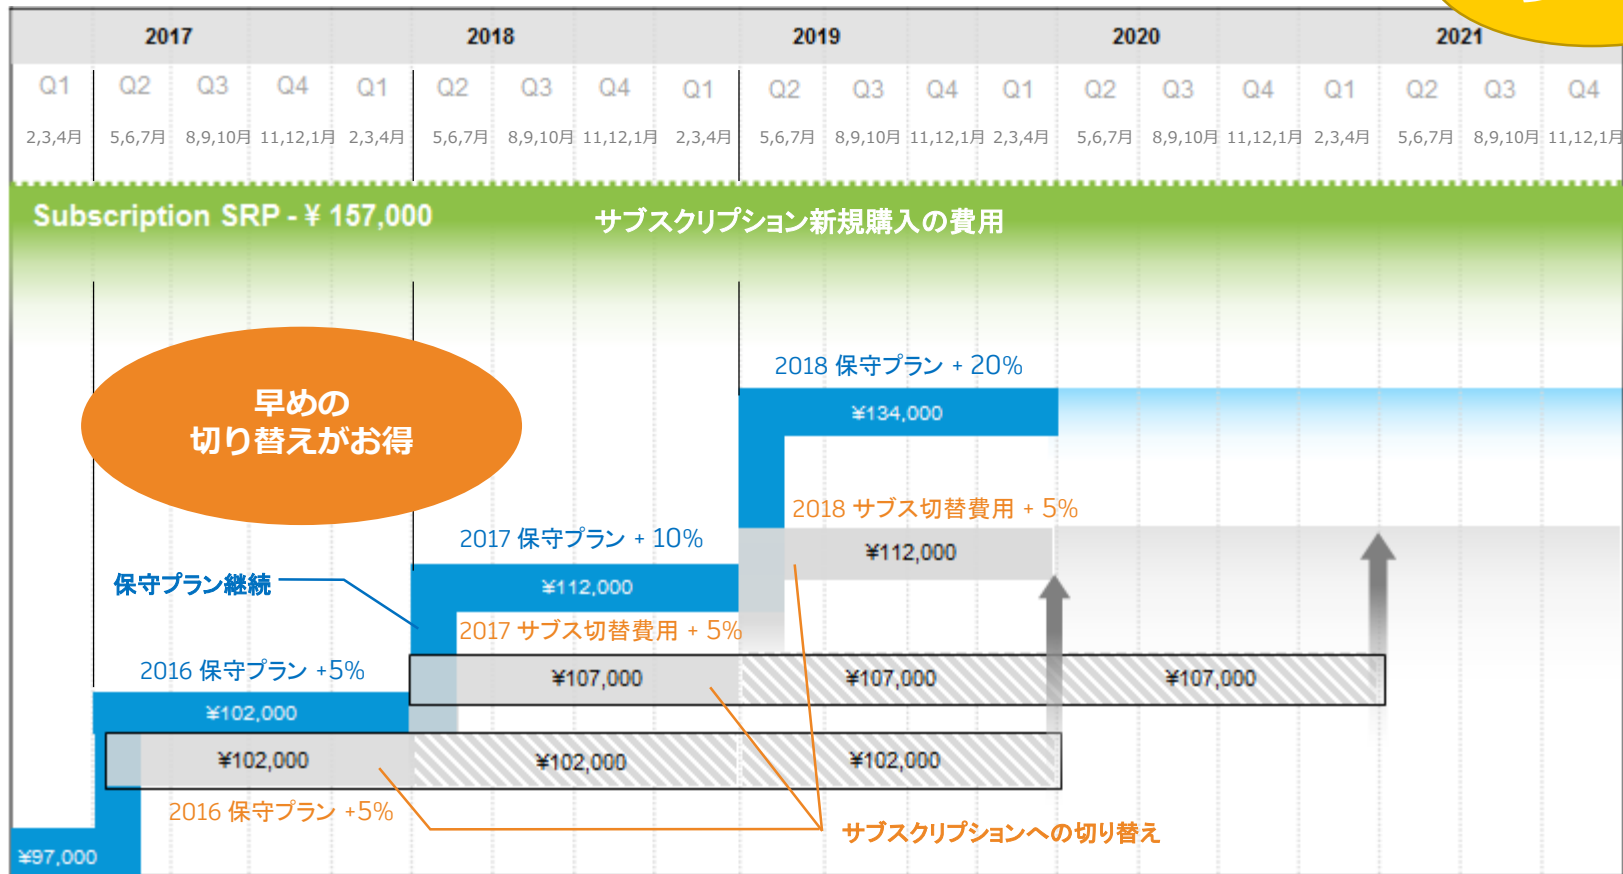 2017 2018 2019 2020 2021
Q1 Q2 Q3 Q4 Q1 Q2 Q3 Q4 Q1 Q2 Q3 Q4 Q1 Q2 Q3 Q4 Q1 Q2 Q3 Q4
2,3,4月 5,6,7月 8,9,10月 11,12,1月 2,3,4月 5,6,7月 8,9,10月 11,12,1月 2,3,4月 5,6,7月 8,9,10月 11,12,1月 2,3,4月 5,6,7月 8,9,10月 11,12,1月 2,3,4月 5,6,7月 8,9,10月 11,12,1月
Subscription SRP - ¥ 157,000 サブスクリプション新規購入の費用
2018 保守プラン + 20%
¥134,000
早めの
切り替えがお得
2018 サブス切替費用 + 5%
¥112,000
2017 保守プラン + 10%
保守プラン継続
¥112,000
2017 サブス切替費用 + 5%
2016 保守プラン +5%
¥107,000 ¥107,000 ¥107,000
¥102,000
¥102,000 ¥102,000 ¥102,000
2016 保守プラン +5%
サブスクリプションへの切り替え
¥97,000